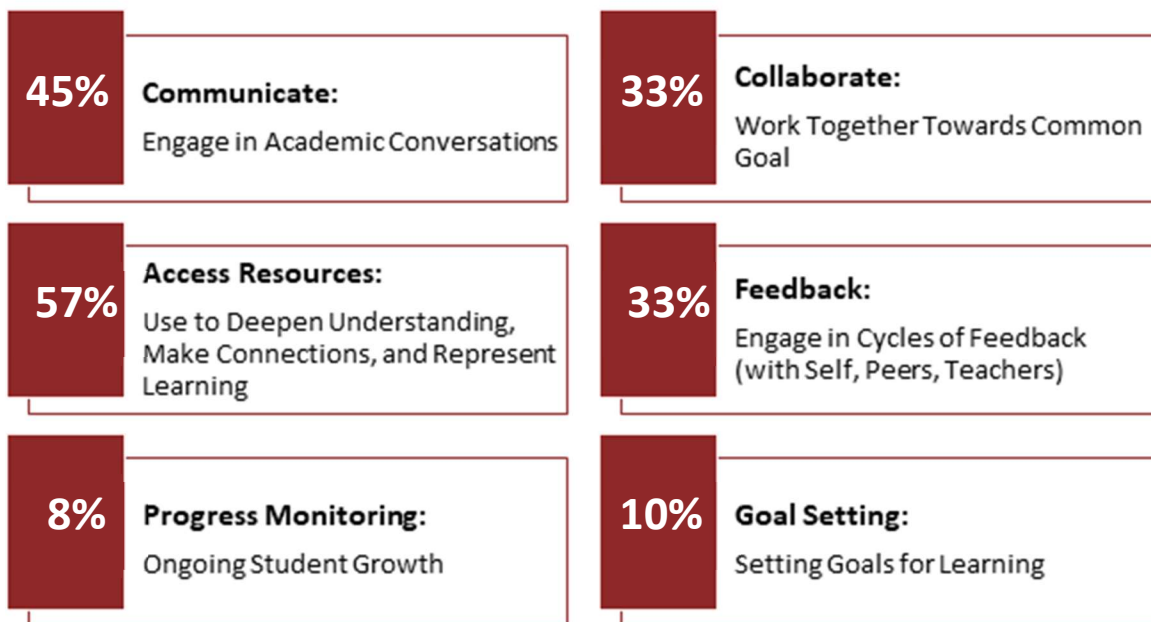 45%
Communicate:
Engage in Academic Conversations
33%
Collaborate:
Work Together Towards Common
Goal
57%
Access Resources:
Use to Deepen Understanding,
Make Connections, and Represent
Learning
33%
Feedback:
Engage in Cycles of Feedback
(with Self, Peers, Teachers)
8%
Progress Monitoring:
Ongoing Student Growth
10%
Goal Setting:
Setting Goals for Learning